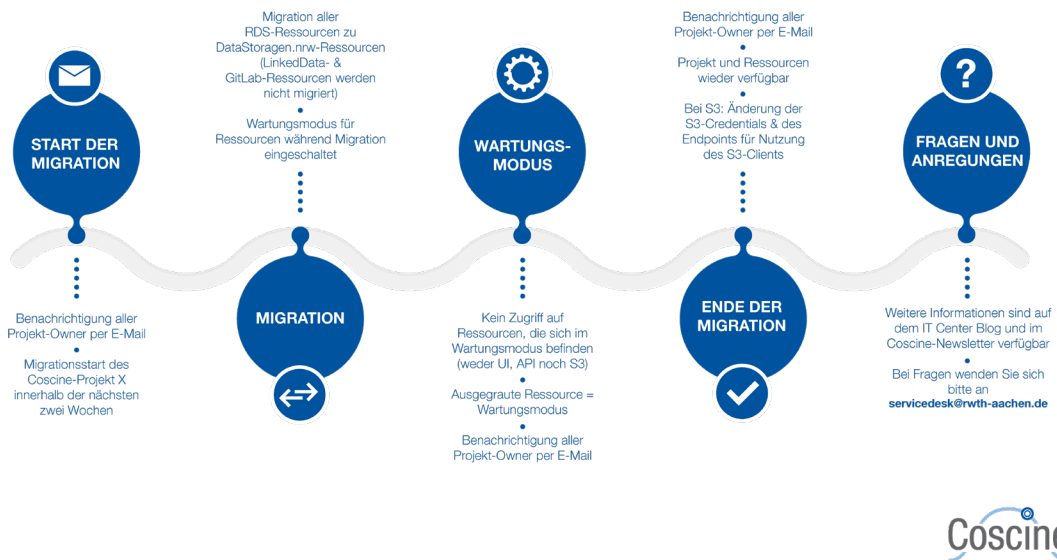 START DER
MIGRATION
Benachrichtigung aller
Projekt-Owner per E-Mail
•
Migrationsstart des
Coscine-Projekt X
innerhalb der nächsten
zwei Wochen
Migration aller
RDS-Ressourcen zu
DataStoragen.nrw-Ressourcen
(LinkedData- &
GitLab-Ressourcen werden
nicht migriert)
•
Wartungsmodus für
Ressourcen während Migration
eingeschaltet
MIGRATION
WARTUNGS-
MODUS
Kein Zugriff auf
Ressourcen, die sich im
Wartungsmodus befinden
(weder UI, API noch S3)
•
Ausgegraute Ressource =
Wartungsmodus
•
Benachrichtigung aller
Projekt-Owner per E-Mail
Benachrichtigung aller
Projekt-Owner per E-Mail
•
Projekt und Ressourcen
wieder verfügbar
•
Bei S3: Änderung der
S3-Credentials & des
Endpoints für Nutzung
des S3-Clients
ENDE DER
MIGRATION
?
FRAGEN UND
ANREGUNGEN
Weitere Informationen sind auf
dem IT Center Blog und im
Coscine-Newsletter verfügbar
•
Bei Fragen wenden Sie sich
bitte an
servicedesk@rwth-aachen.de
Coscine